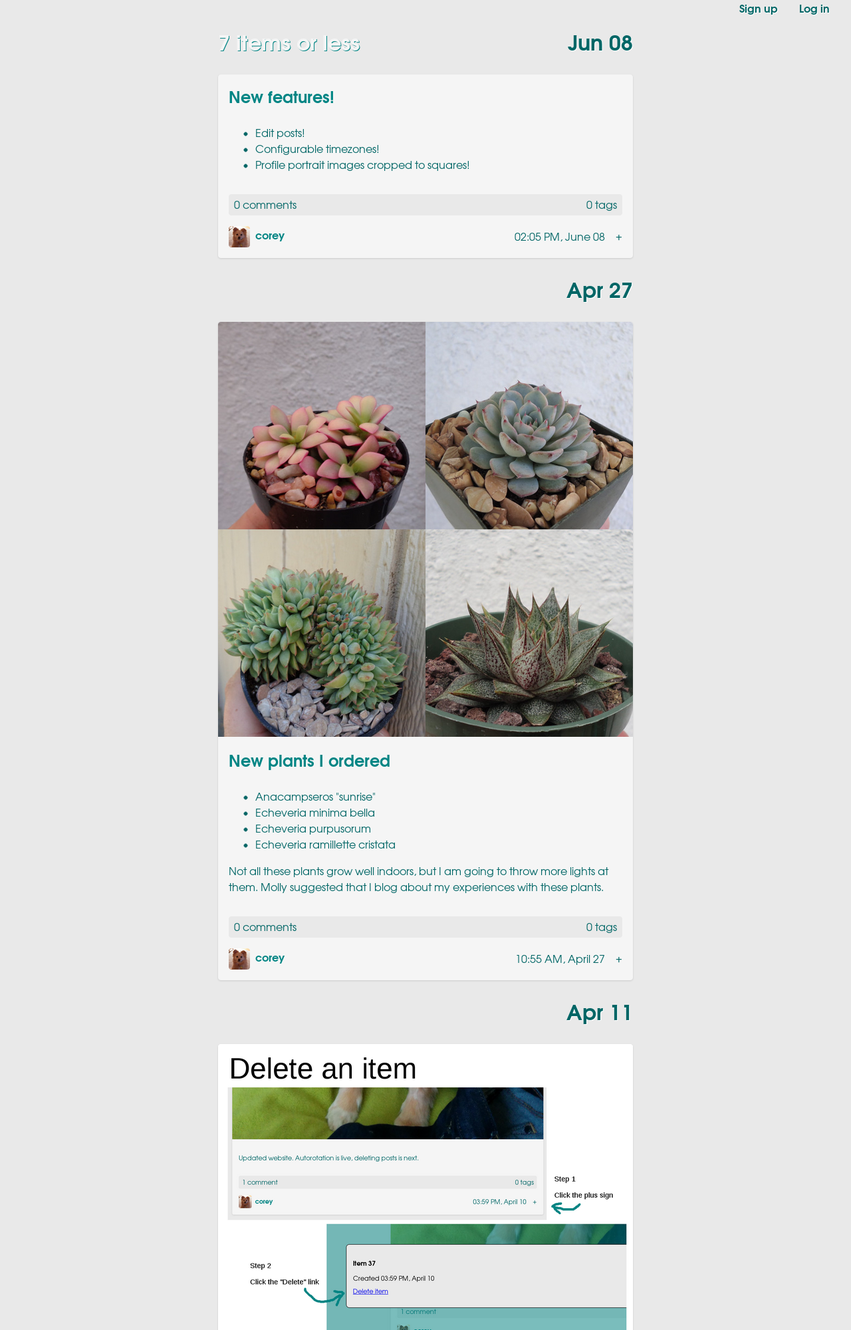 Sign up Log in
7 items or less
Jun 08
New features!
Edit posts!
Configurable timezones!
Profile portrait images cropped to squares!
0 comments 0 tags
corey 02:05 PM, June 08 +
Apr 27
New plants I ordered
Anacampseros "sunrise"
Echeveria minima bella
Echeveria purpusorum
Echeveria ramillette cristata
Not all these plants grow well indoors, but I am going to throw more lights at
them. Molly suggested that I blog about my experiences with these plants.
0 comments 0 tags
corey 10:55 AM, April 27 +
Apr 11
Delete an item
Updated website. Autorotation is live, deleting posts is next.
1 comment 0 tags
corey 03:59 PM, April 10 +
Step 1
Click the plus sign
Step 2
Click the "Delete" link
Item 37
Created 03:59 PM, April 10
Delete item
1 comment